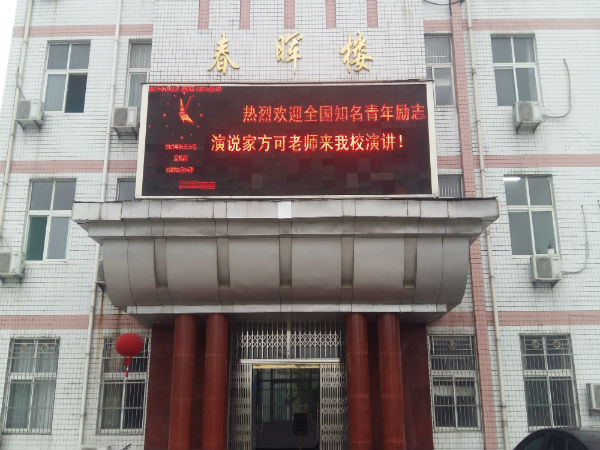 春晖楼
热烈欢迎全国知名青年励志
演说家方可老师来我校演讲！